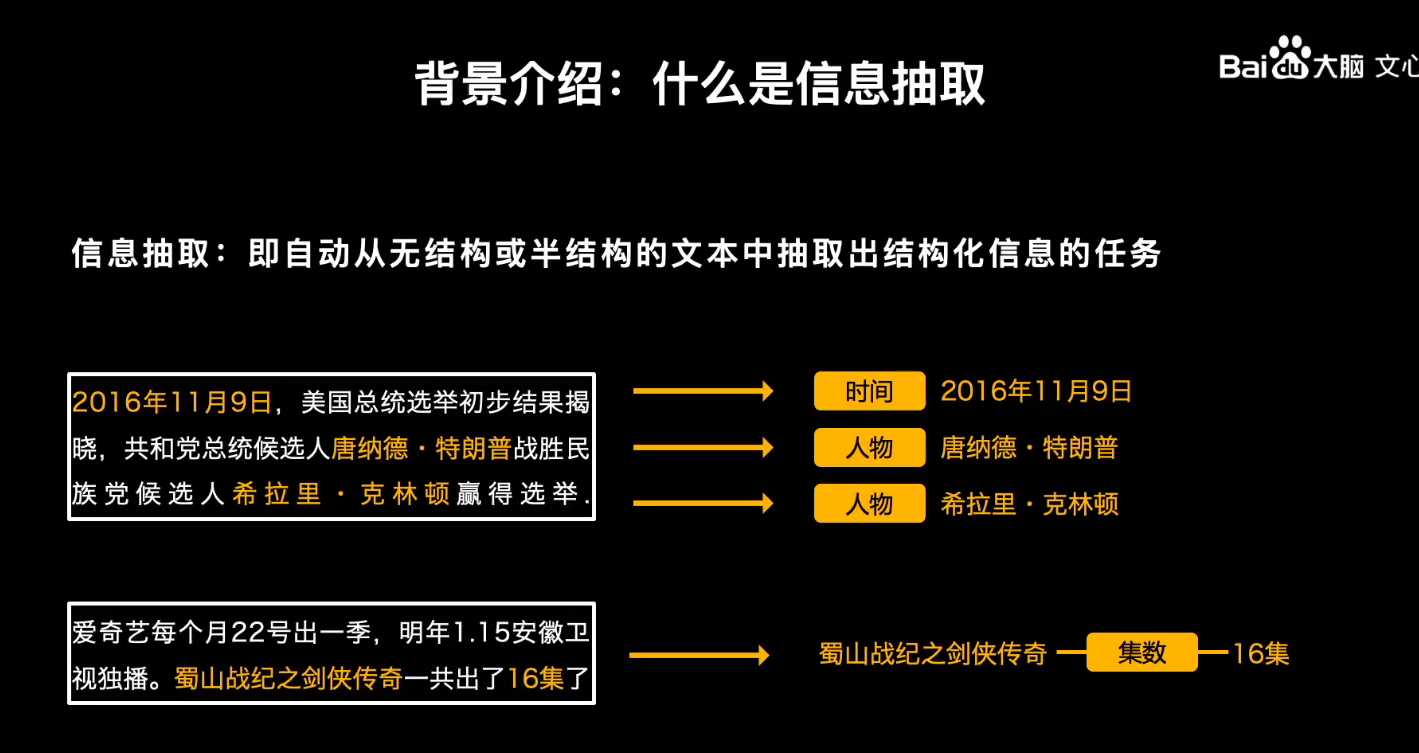 背景介绍：什么是信息抽取
Bai du 大脑 文心
信息抽取：即自动从无结构或半结构的文本中抽取出结构化信息的任务
2016年11月9日，美国总统选举初步结果揭
晓，共和党总统候选人唐纳德·特朗普战胜民
族党候选人希拉里·克林顿赢得选举.
时间 2016年11月9日
人物 唐纳德·特朗普
人物 希拉里·克林顿
爱奇艺每个月22号出一季，明年1.15安徽卫
视独播。蜀山战纪之剑侠传奇一共出了16集了
蜀山战纪之剑侠传奇 集数 16集